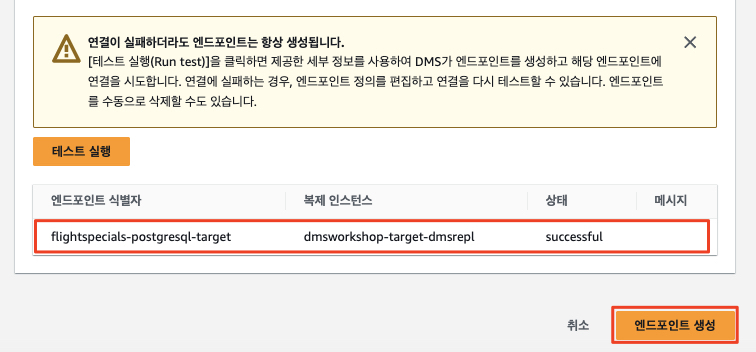 연결이 실패하더라도 엔드포인트는 항상 생성됩니다.
[테스트 실행(Run test)]을 클릭하면 제공한 세부 정보를 사용하여 DMS가 엔드포인트를 생성하고 해당 엔드포인트에
연결을 시도합니다. 연결에 실패하는 경우, 엔드포인트 정의를 편집하고 연결을 다시 테스트할 수 있습니다. 엔드포인트
를 수동으로 삭제할 수도 있습니다.
테스트 실행
엔드포인트 식별자 복제 인스턴스 상태 메시지
flightspecials-postgresql-target dmsworkshop-target-dmsrepl successful
취소 엔드포인트 생성